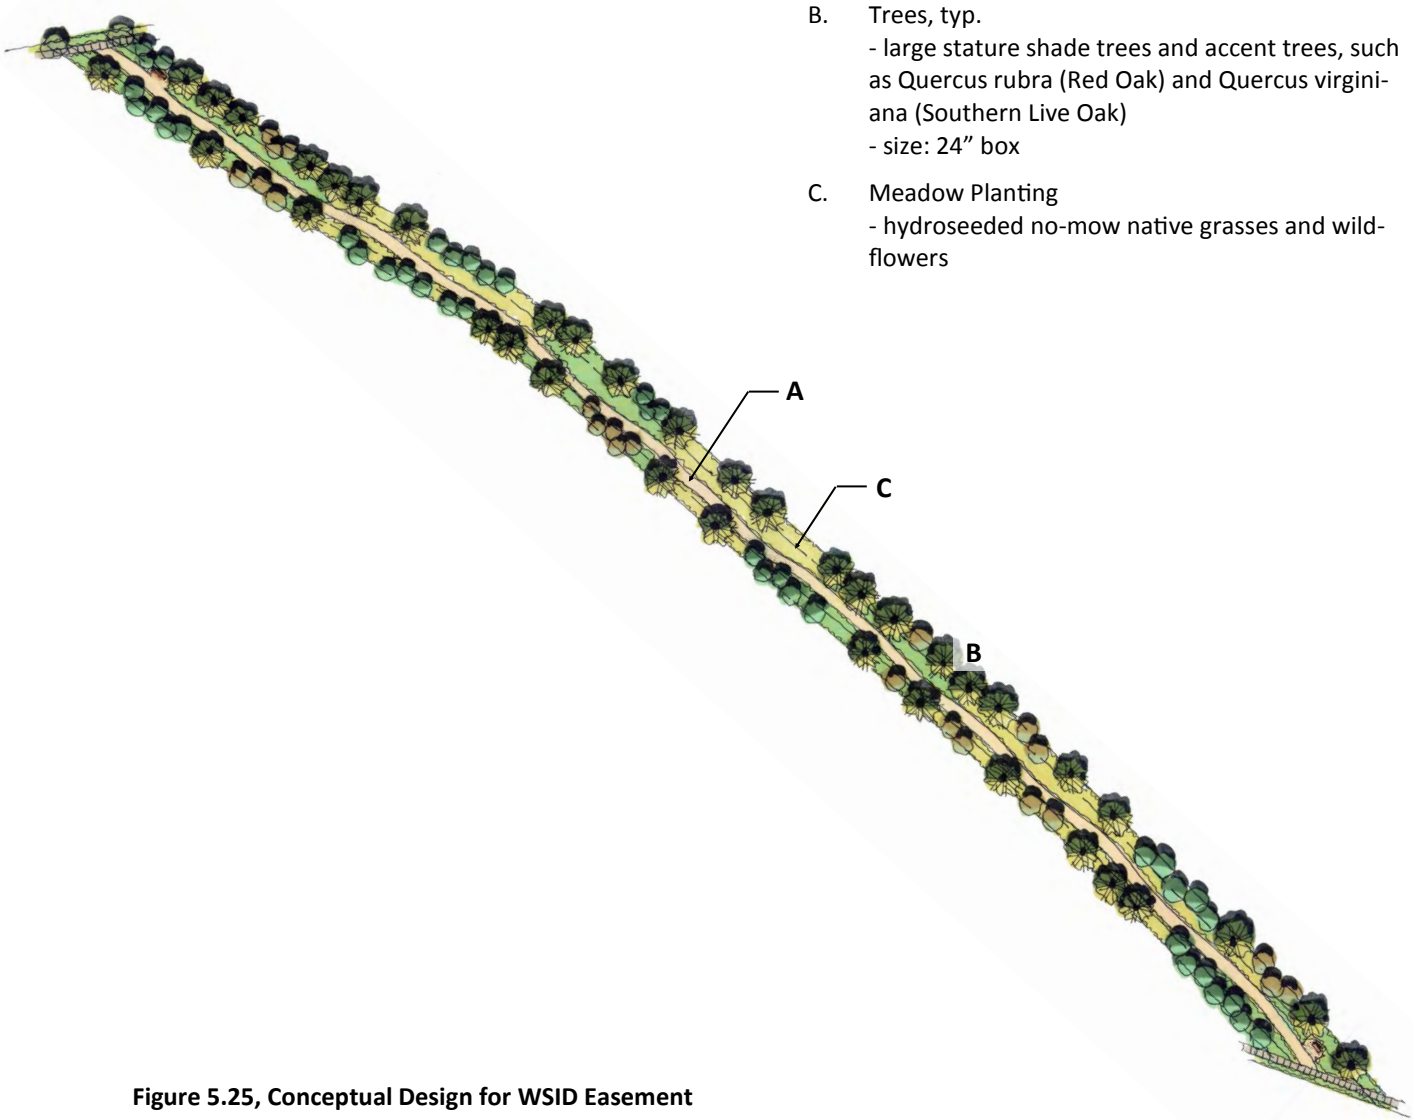 B. Trees, typ.
- large stature shade trees and accent trees, such
as Quercus rubra (Red Oak) and Quercus virgini-
ana (Southern Live Oak)
- size: 24” box
C. Meadow Planting
- hydroseeded no-mow native grasses and wild-
flowers
A
C
B
Figure 5.25, Conceptual Design for WSID Easement